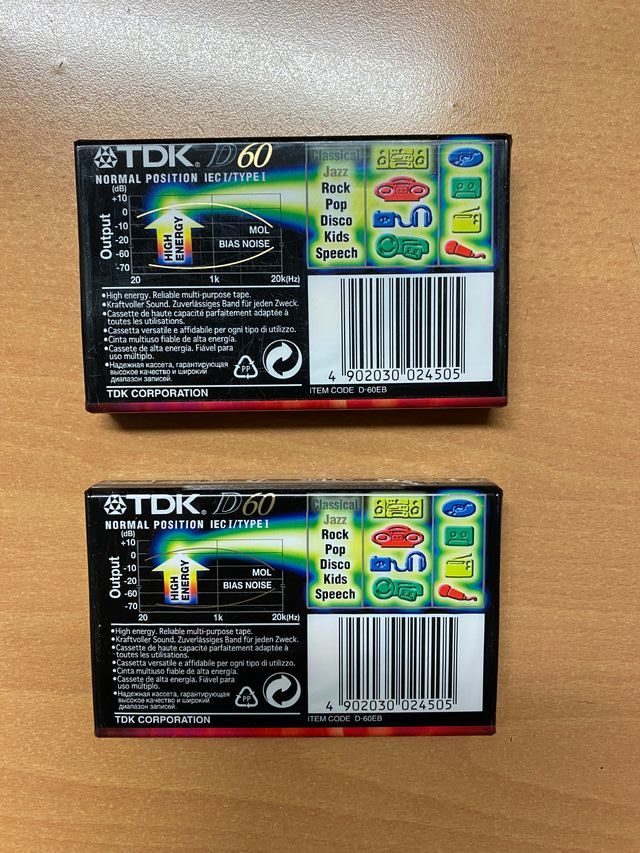 TDK. D60
NORMAL POSITION IEC I/TYPE I
(dB)
+10
0
-10
-20
-60
-70
Output
HIGH ENERGY
MOL
BIAS NOISE
20 1k 20k(Hz)
•High energy. Reliable multi-purpose tape.
•Kraftvoller Sound. Zuverlässiges Band für jeden Zweck.
•Cassette de haute capacité parfaitement adaptée à
toutes les utilisations.
•Cassetta versatile e affidabile per ogni tipo di utilizzo.
•Cinta multiuso fiable de alta energía.
•Cassete de alta energia. Fiável para
uso múltiplo.
•Надежная кассета, гарантирующая
высокое качество и широкий
диапазон записей.
PP
TDK CORPORATION
Classical
Jazz
Rock
Pop
Disco
Kids
Speech
4 902030 024505
ITEM CODE D-60EB
TDK. D60
NORMAL POSITION IEC I/TYPE I
(dB)
+10
0
-10
-20
-60
-70
Output
HIGH ENERGY
MOL
BIAS NOISE
20 1k 20k(Hz)
•High energy. Reliable multi-purpose tape.
•Kraftvoller Sound. Zuverlässiges Band für jeden Zweck.
•Cassette de haute capacité parfaitement adaptée à
toutes les utilisations.
•Cassetta versatile e affidabile per ogni tipo di utilizzo.
•Cinta multiuso fiable de alta energía.
•Cassete de alta energia. Fiável para
uso múltiplo.
•Надежная кассета, гарантирующая
высокое качество и широкий
диапазон записей.
PP
TDK CORPORATION
Classical
Jazz
Rock
Pop
Disco
Kids
Speech
4 902030 024505
ITEM CODE D-60EB